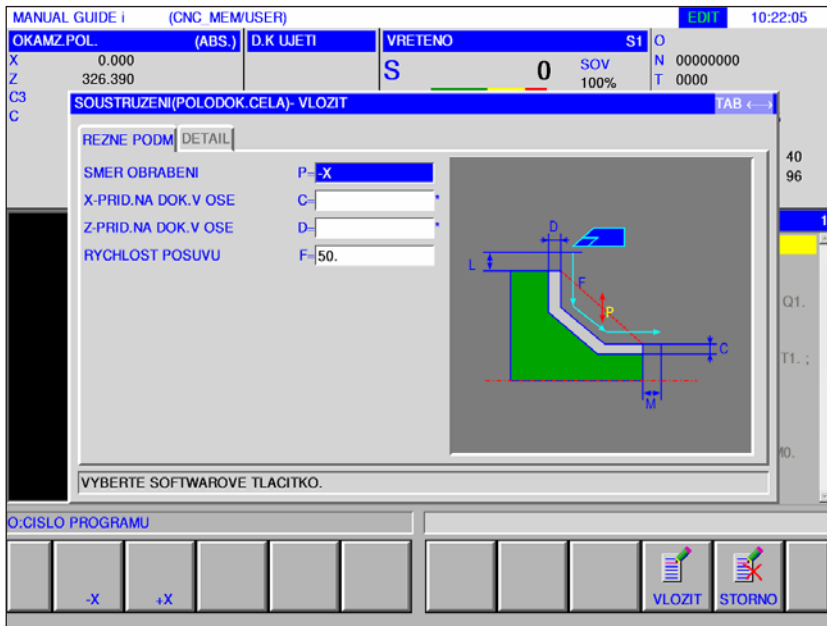 MANUAL GUIDE i (CNC_MEM/USER) EDIT 10:22:05
OKAMZ.POL. (ABS.) D.K UJETI VRETENO S1 O
X 0.000 S 0 SOV N 00000000
Z 326.390 100% T 0000
C3
C
SOUSTRUZENI(POLODOK.CELA)- VLOZIT TAB ←→
REZNE PODM DETAIL
SMER OBRABENI P= -X
X-PRID.NA DOK.V OSE C= *
Z-PRID.NA DOK.V OSE D= *
RYCHLOST POSUVU F= 50.
D
L
F
P
C
M
40
96
1
Q1.
T1. ;
M0.
VYBERTE SOFTWAROVE TLACITKO.
O:CISLO PROGRAMU
-X +X VLOZIT STORNO